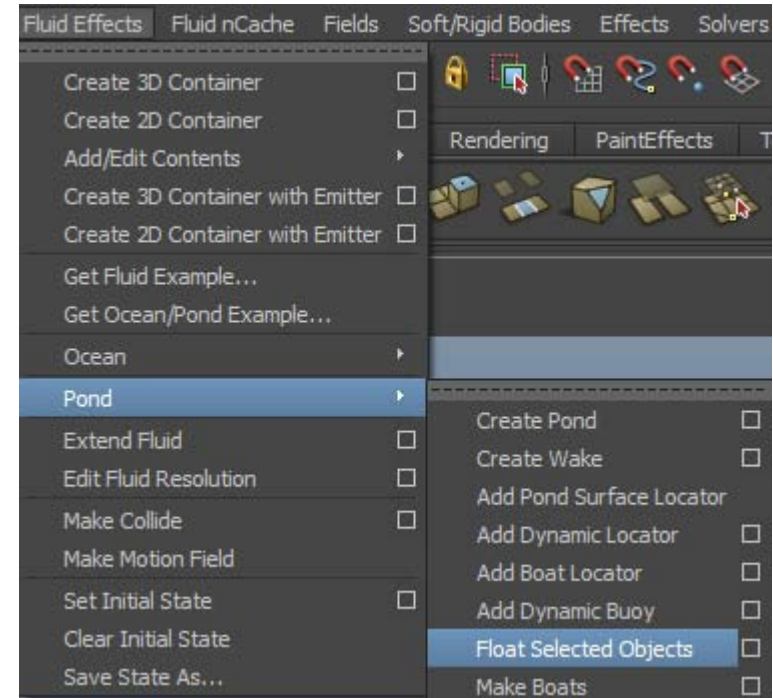 Fluid Effects Fluid nCache Fields Soft/Rigid Bodies Effects Solvers
Create 3D Container
Create 2D Container
Add/Edit Contents
Create 3D Container with Emitter
Create 2D Container with Emitter
Get Fluid Example...
Get Ocean/Pond Example...
Ocean
Pond
Extend Fluid
Edit Fluid Resolution
Make Collide
Make Motion Field
Set Initial State
Clear Initial State
Save State As...
Rendering PaintEffects
Create Pond
Create Wake
Add Pond Surface Locator
Add Dynamic Locator
Add Boat Locator
Add Dynamic Buoy
Float Selected Objects
Make Boats